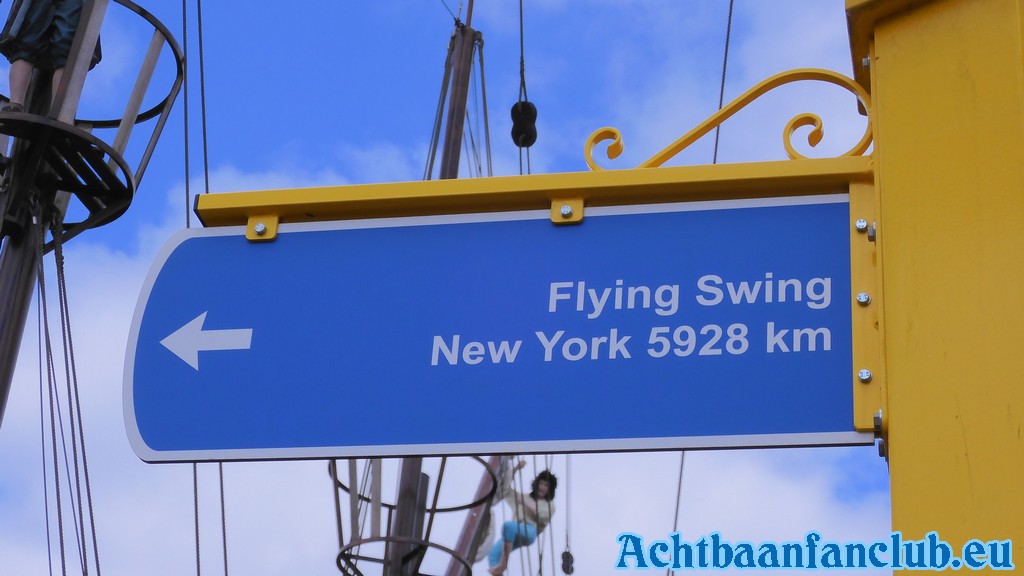 Flying Swing
New York 5928 km
Achtbaanfanclub.eu